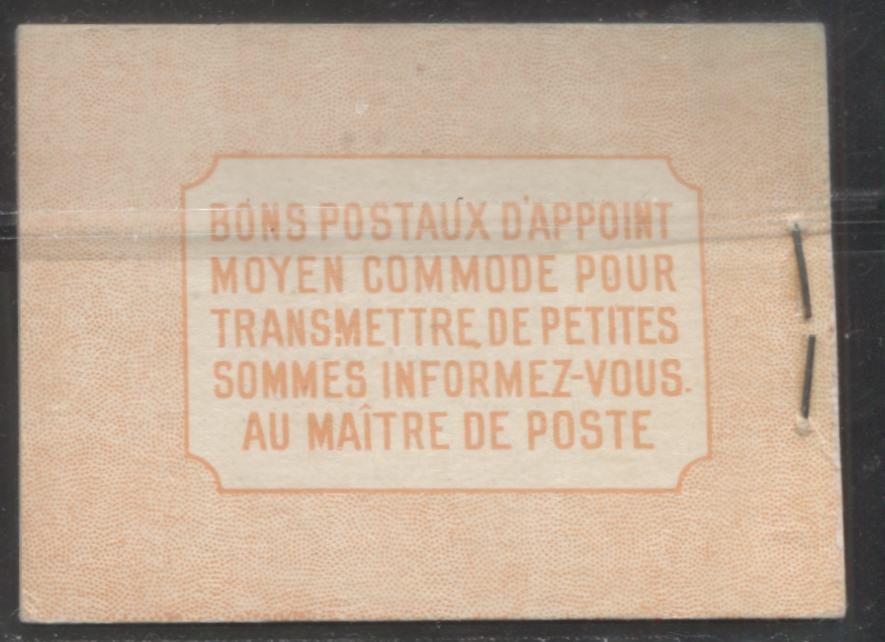 BONS POSTAUX D'APPOINT
MOYEN COMMODE POUR
TRANSMETTRE DE PETITES
SOMMES INFORMEZ-VOUS.
AU MAÎTRE DE POSTE